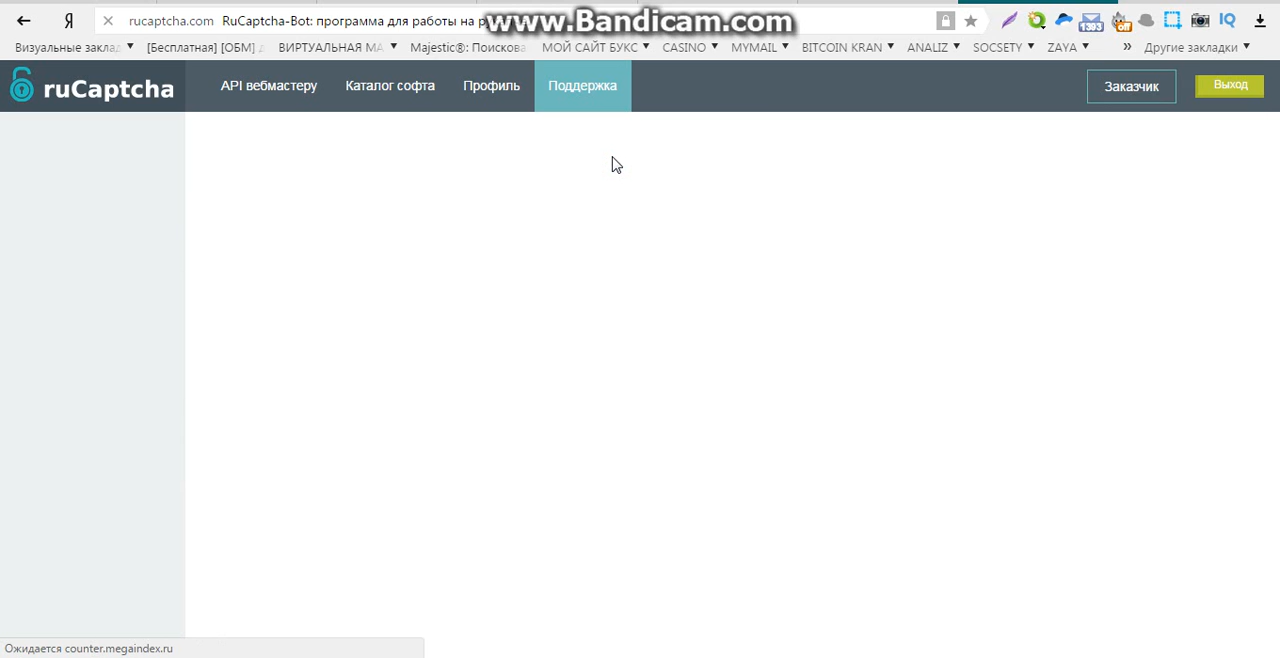 www.Bandicam.com
Я rucaptcha.com RuCaptcha-Bot: программа для работы на
Визуальные заклад [Бесплатная] [ОБМ] ВИРТУАЛЬНАЯ МА Majestic®: Поискова МОЙ САЙТ БУКС CASINO MYMAIL BITCOIN KRAN ANALIZ SOCSETY ZAYA » Другие закладки
ruCaptcha API вебмастеру Каталог софта Профиль Поддержка Заказчик Выход
Ожидается counter.megaindex.ru